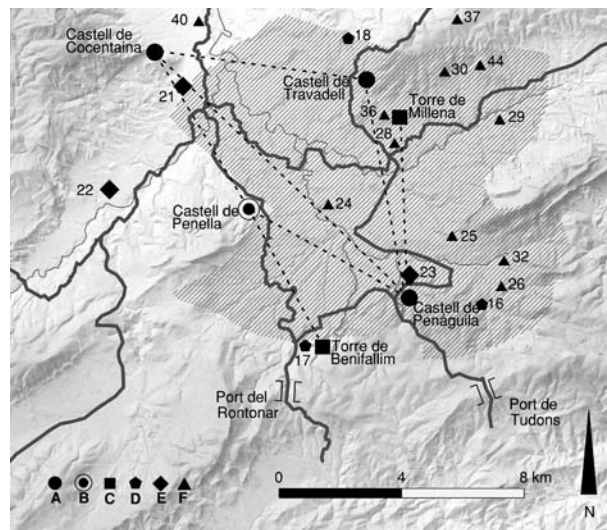 40
37
Castell de
Cocentaina
18
21
Castell de
Travadell
30
44
36
Torre de
Millena
29
28
22
24
Castell de
Penella
25
23
32
26
16
Castell de
Penàguila
17
Torre de
Benifallim
Port del
Rontonar
Port de
Tudons
A B C D E F
0 4 8 km
N